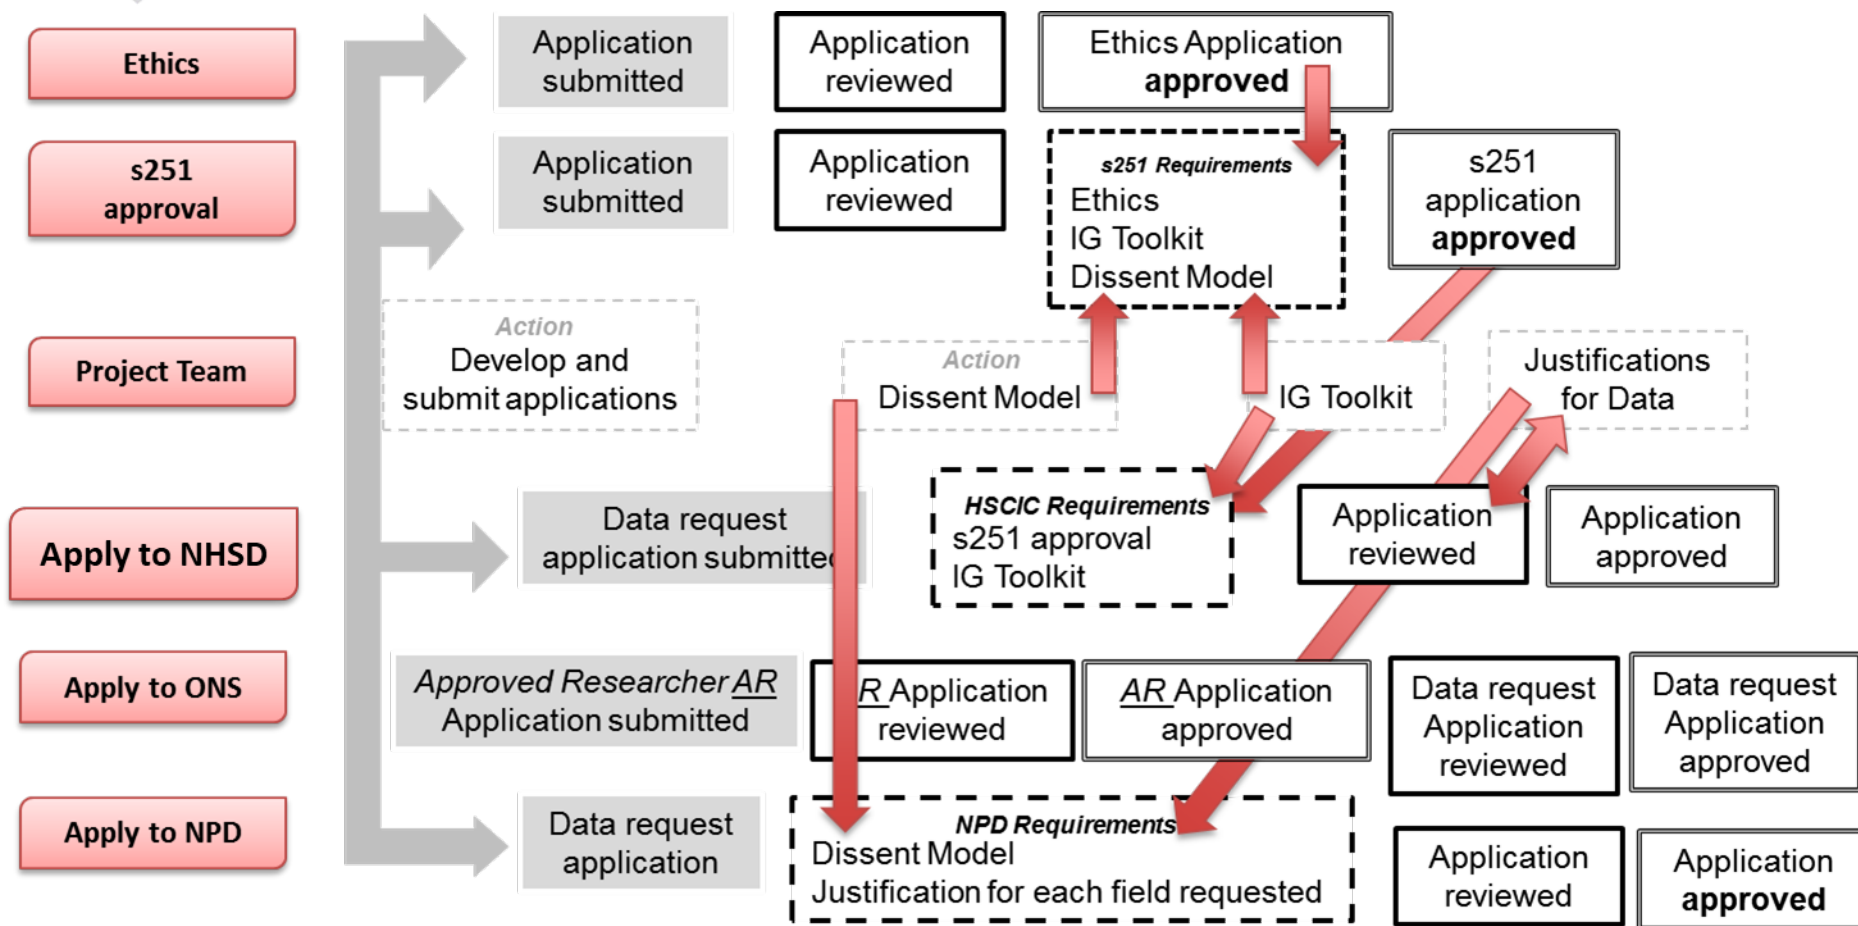 Ethics
Application
submitted
Application
reviewed
Ethics Application
approved
s251
approval
Application
submitted
Application
reviewed
s251 Requirements
Ethics
IG Toolkit
Dissent Model
s251
application
approved
Project Team
Action
Develop and
submit applications
Action
Dissent Model
IG Toolkit
Justifications
for Data
Apply to NHSD
Data request
application submitted
HSCIC Requirements
s251 approval
IG Toolkit
Application
reviewed
Application
approved
Apply to ONS
Approved Researcher AR
Application submitted
R Application
reviewed
AR Application
approved
Data request
Application
reviewed
Data request
Application
approved
Apply to NPD
Data request
application
NPD Requirements
Dissent Model
Justification for each field requested
Application
reviewed
Application
approved